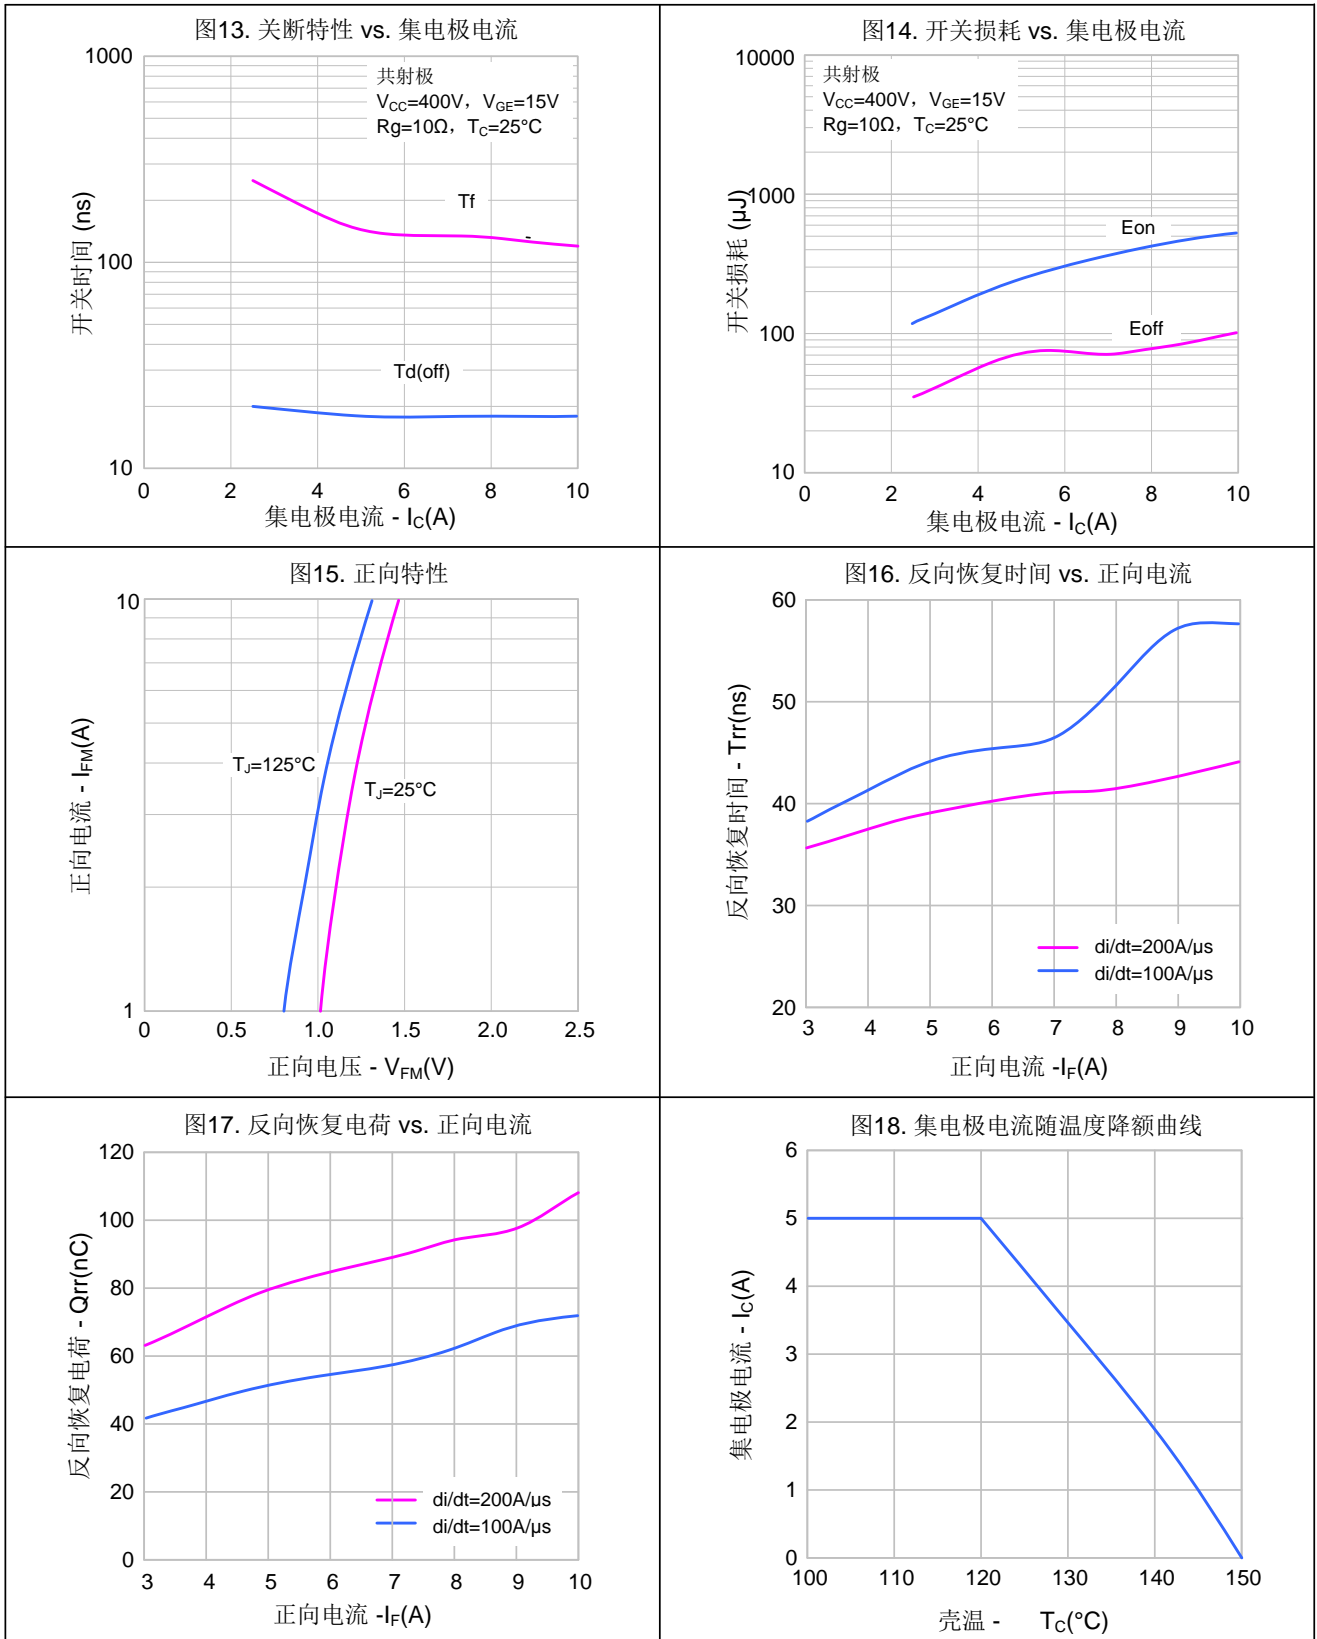 图13. 关断特性 vs. 集电极电流
1000
100
10
开关时间 (ns)
共射极
VCC=400V，VGE=15V
Rg=10Ω，TC=25°C
Tf
Td(off)
0 2 4 6 8 10
集电极电流 - IC(A)
图14. 开关损耗 vs. 集电极电流
10000
1000
100
10
开关损耗 (µJ)
共射极
VCC=400V，VGE=15V
Rg=10Ω，TC=25°C
Eon
Eoff
0 2 4 6 8 10
集电极电流 - IC(A)
图15. 正向特性
10
1
正向电流 - IFM(A)
TJ=125°C
TJ=25°C
0 0.5 1.0 1.5 2.0 2.5
正向电压 - VFM(V)
图16. 反向恢复时间 vs. 正向电流
60
50
40
30
20
反向恢复时间 - Trr(ns)
di/dt=200A/µs
di/dt=100A/µs
3 4 5 6 7 8 9 10
正向电流 -IF(A)
图17. 反向恢复电荷 vs. 正向电流
120
100
80
60
40
20
0
反向恢复电荷 - Qrr(nC)
di/dt=200A/µs
di/dt=100A/µs
3 4 5 6 7 8 9 10
正向电流 -IF(A)
图18. 集电极电流随温度降额曲线
6
5
4
3
2
1
0
集电极电流 - IC(A)
100 110 120 130 140 150
壳温 - TC(°C)